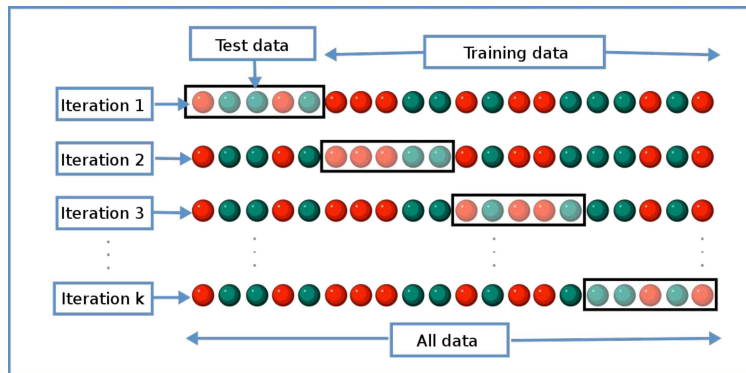 Test data
Training data
Iteration 1
Iteration 2
Iteration 3
Iteration k
All data